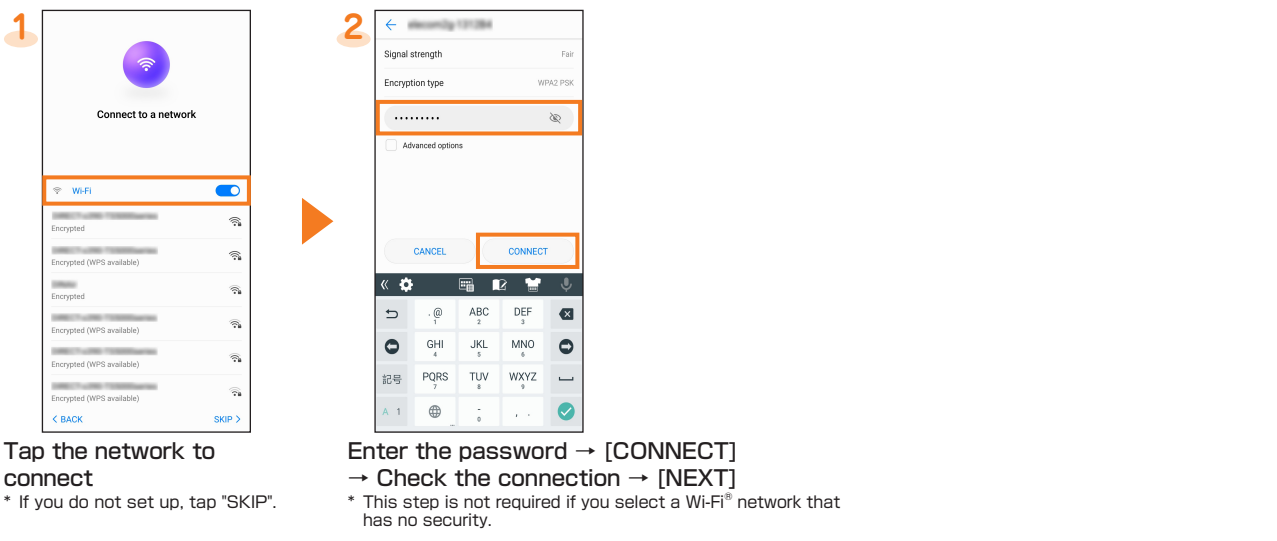 1
Connect to a network
Wi-Fi
Encrypted
Encrypted (WPS available)
Encrypted
Encrypted (WPS available)
Encrypted (WPS available)
Encrypted (WPS available)
< BACK
SKIP >
Tap the network to
connect
* If you do not set up, tap "SKIP".
2
Signal strength Fair
Encryption type WPA2 PSK
•••••••••
Advanced options
CANCEL CONNECT
. @ ABC DEF
1 2 3
GHI JKL MNO
4 5 6
記号 PQRS TUV WXYZ
7 8 9
A 1 - , .
0
Enter the password → [CONNECT]
→ Check the connection → [NEXT]
* This step is not required if you select a Wi-Fi® network that
has no security.